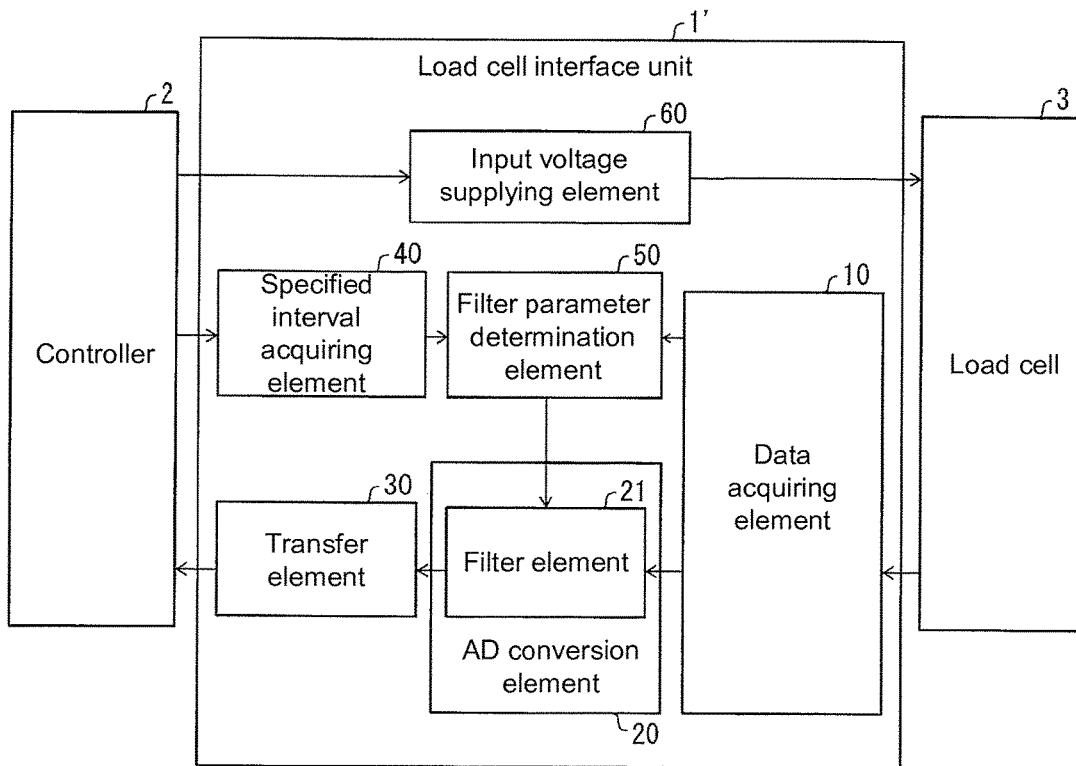 1'
Load cell interface unit
2
3
60
Input voltage
supplying element
40
50
10
Specified
interval
acquiring
element
Filter parameter
determination
element
Controller
Load cell
Data
acquiring
element
30
21
Transfer
element
Filter element
AD conversion
element
20